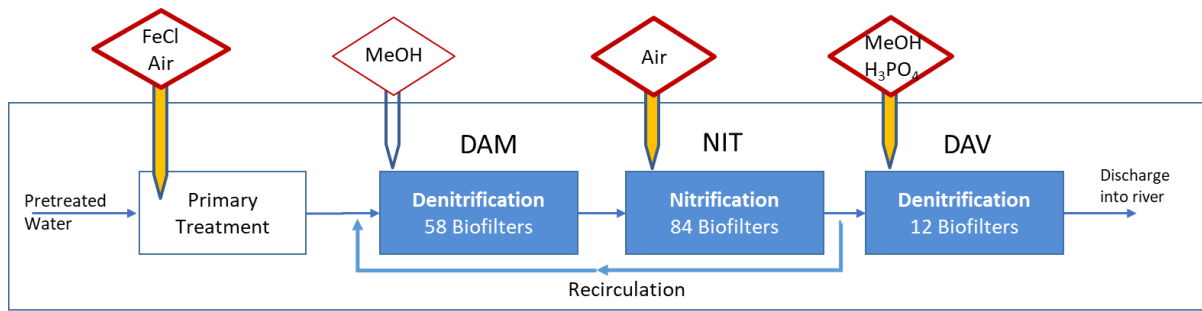 FeCl
Air
MeOH
Air
MeOH
H₃PO₄
DAM
NIT
DAV
Pretreated
Water
Primary
Treatment
Denitrification
58 Biofilters
Nitrification
84 Biofilters
Denitrification
12 Biofilters
Discharge
into river
Recirculation